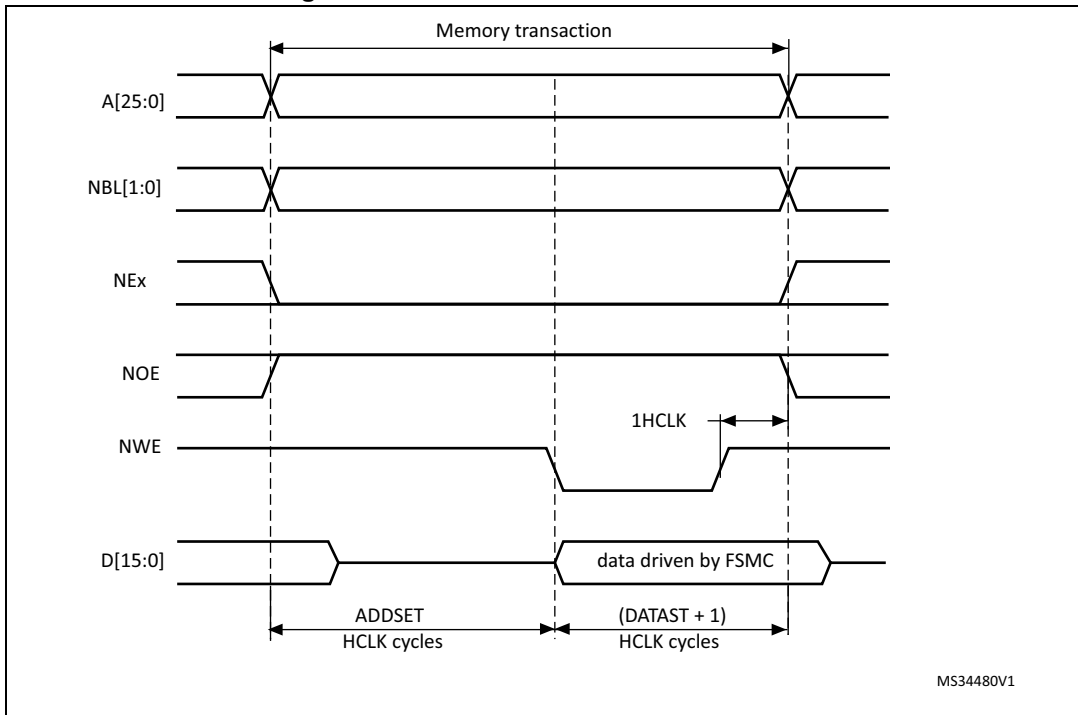 Memory transaction
A[25:0]
NBL[1:0]
NEx
NOE
1HCLK
NWE
D[15:0]
data driven by FSMC
ADDSET
HCLK cycles
(DATAST + 1)
HCLK cycles
MS34480V1